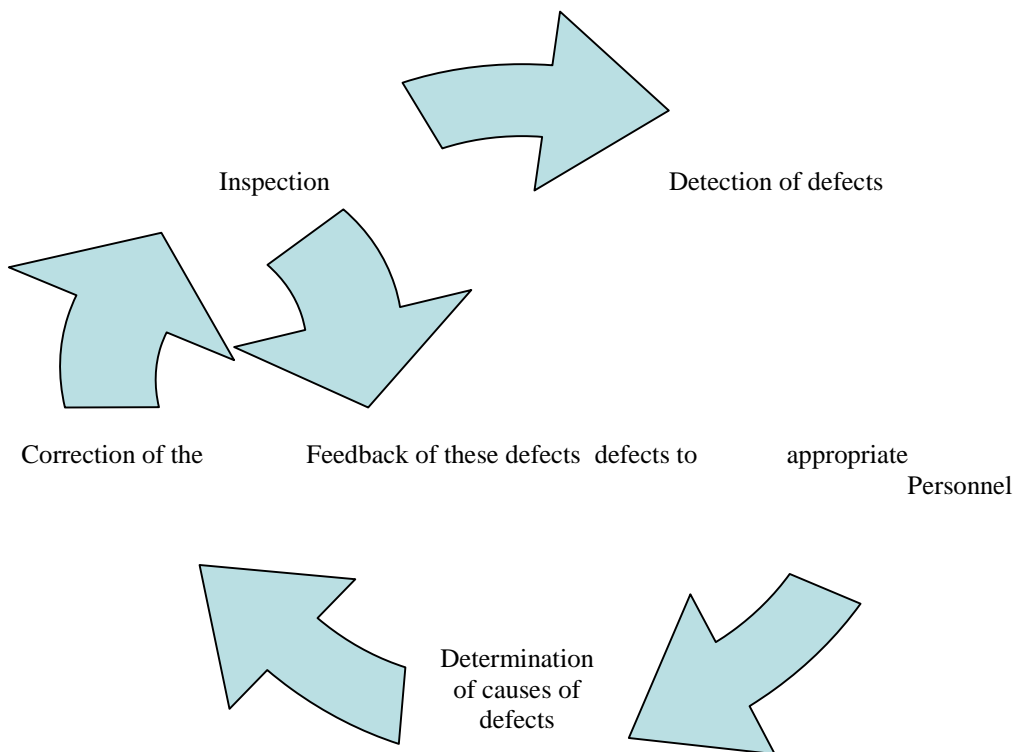 Inspection
Detection of defects
Correction of the Feedback of these defects defects to appropriate
Personnel
Determination
of causes of
defects